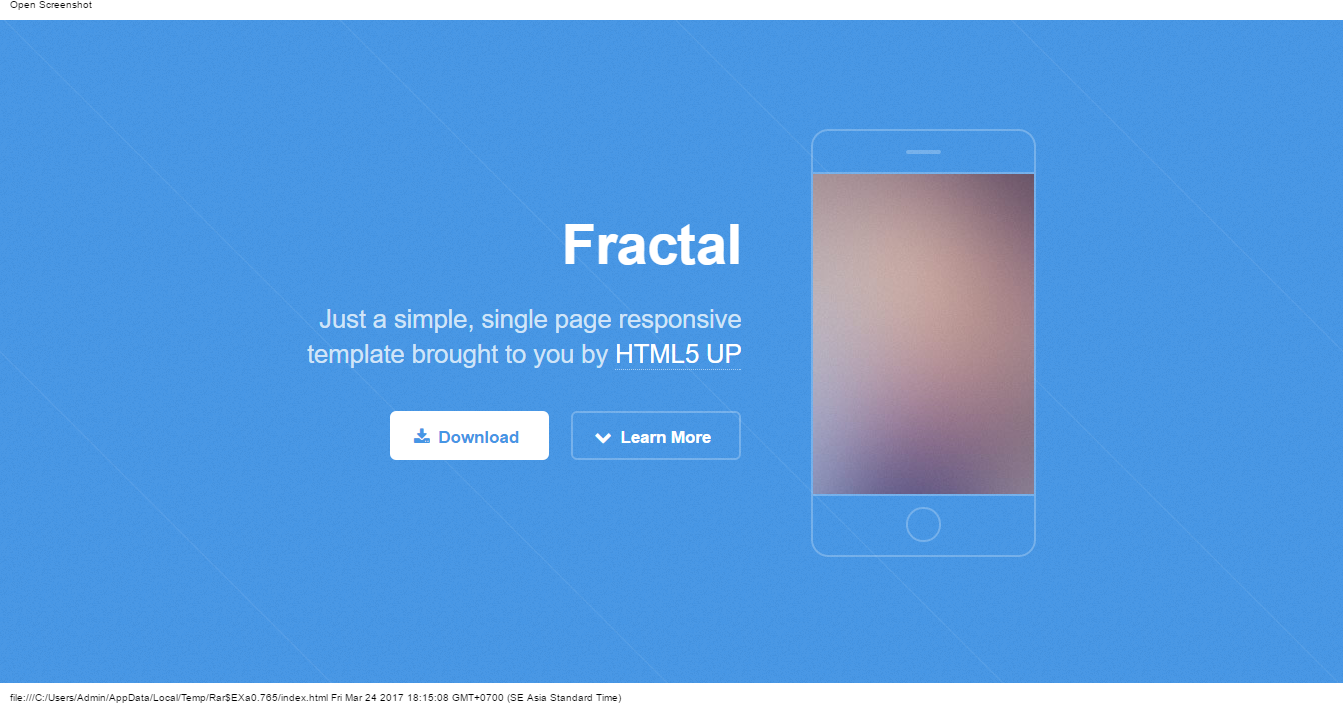 Open Screenshot
Fractal
Just a simple, single page responsive
template brought to you by HTML5 UP
Download
Learn More
file:///C:/Users/Admin/AppData/Local/Temp/Rar$EXa0.765/index.html Fri Mar 24 2017 18:15:08 GMT+0700 (SE Asia Standard Time)